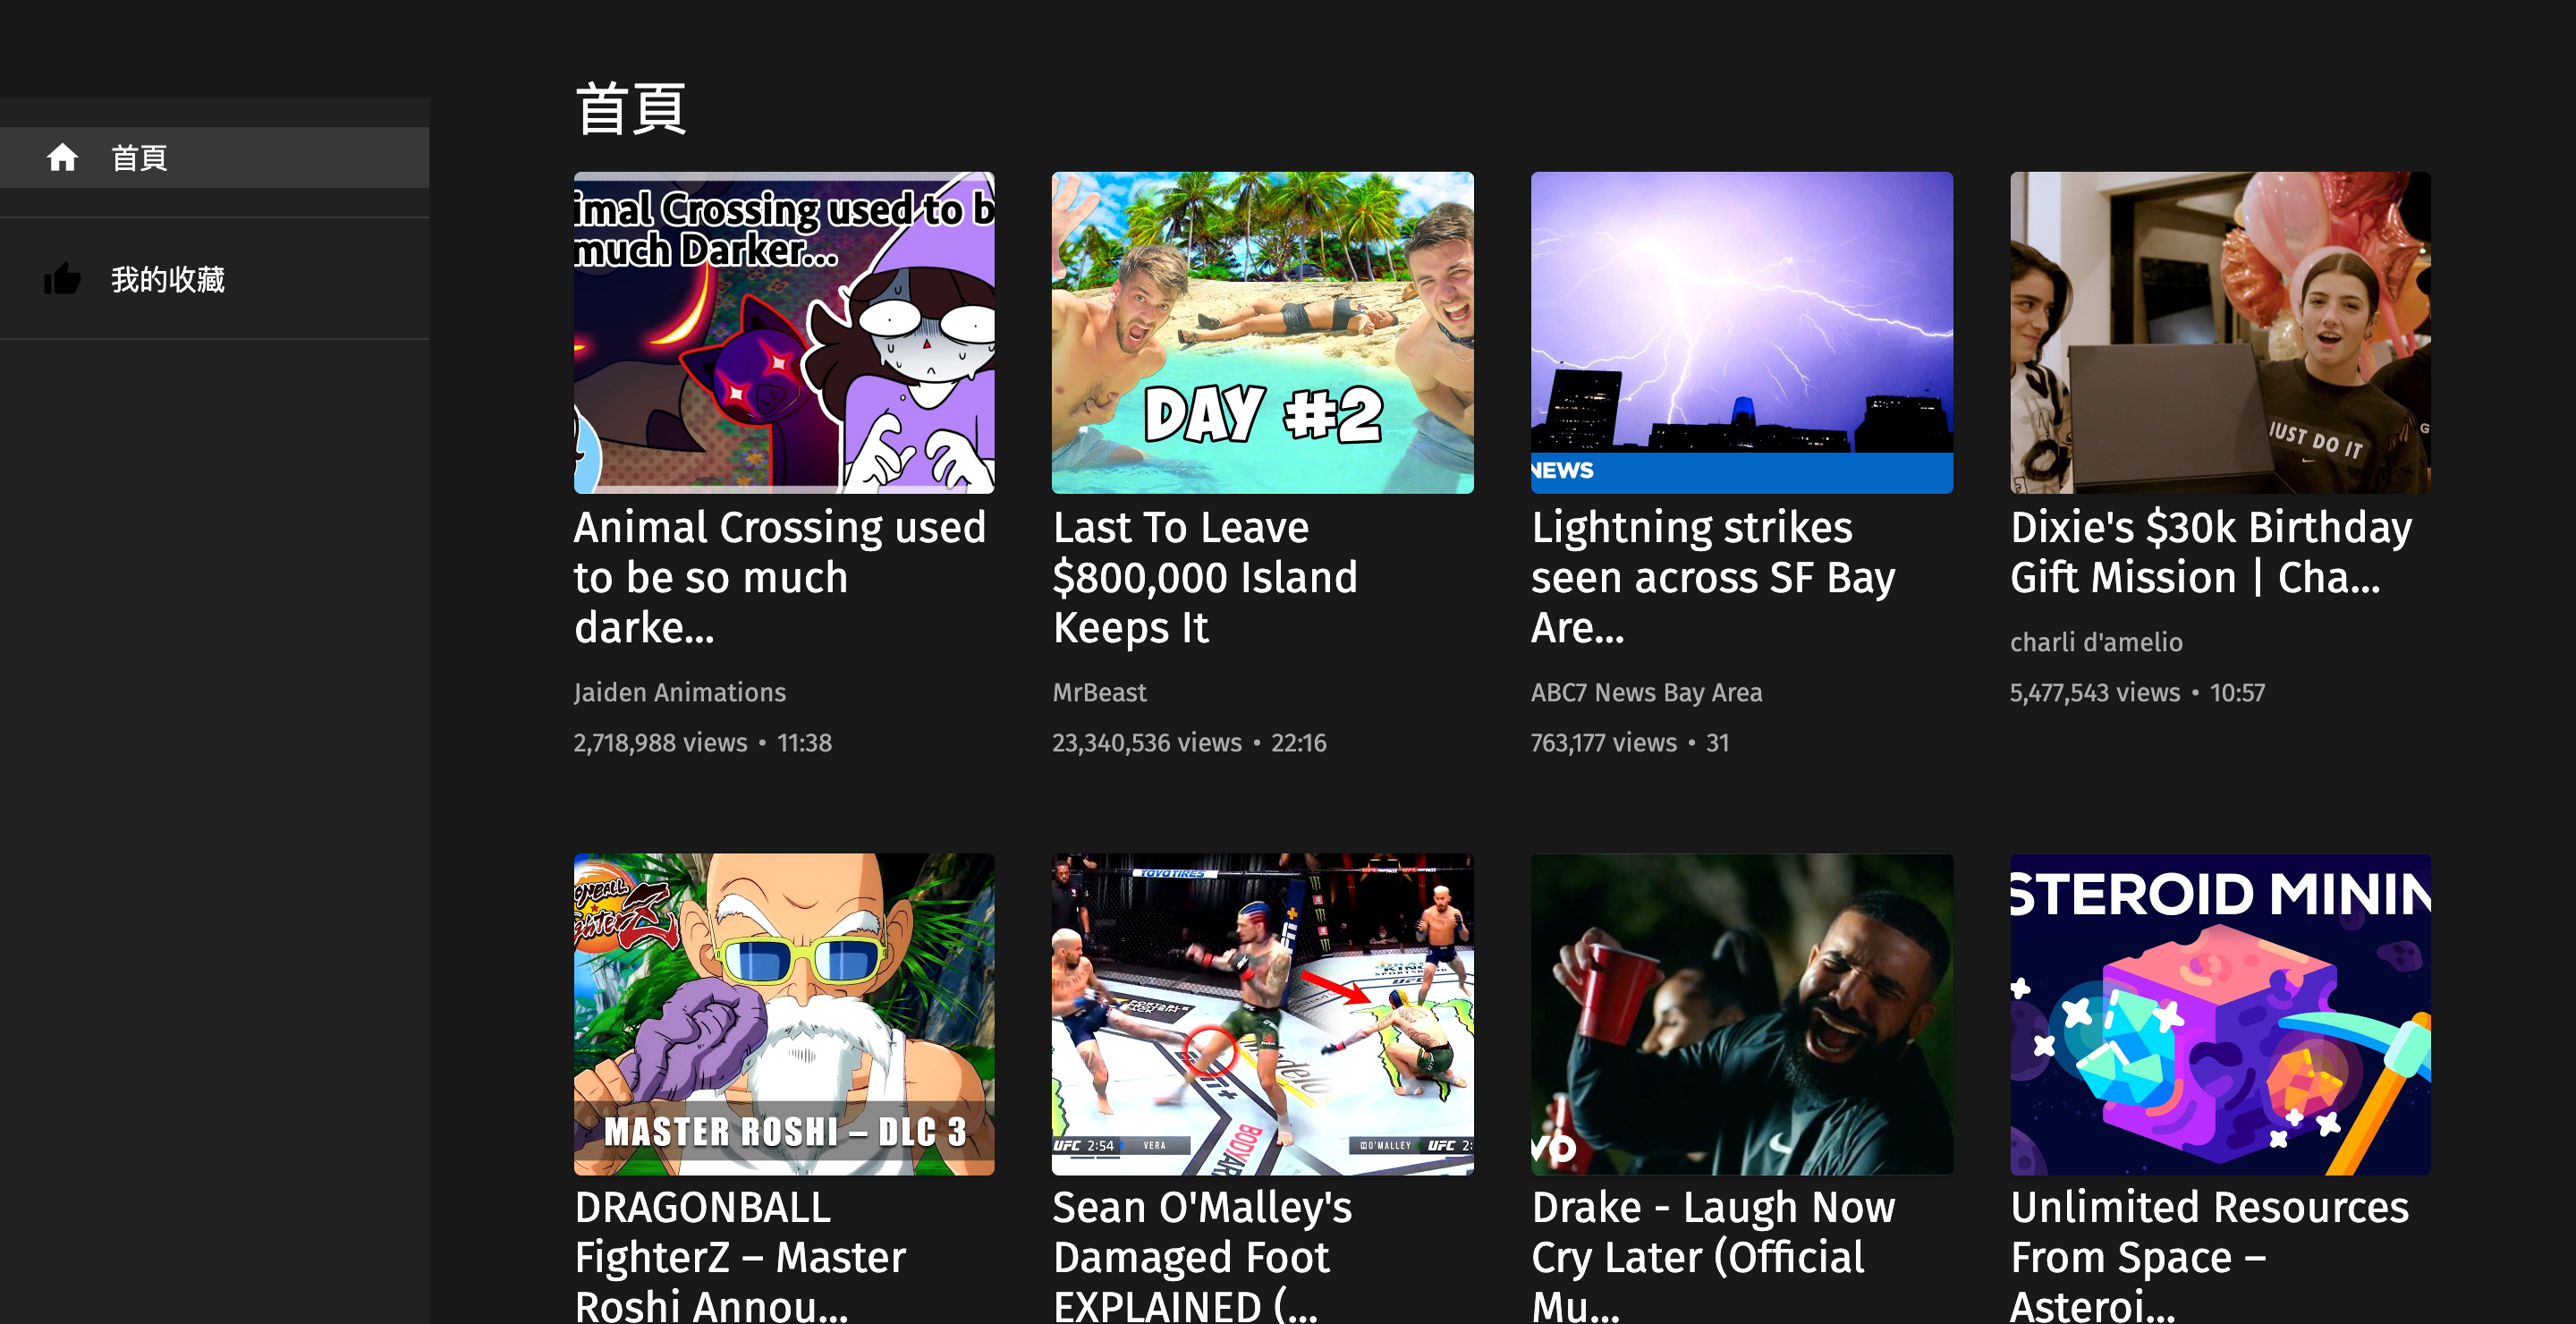 首頁
首頁
我的收藏
imal Crossing used to b
much Darker...
DAY #2
NEWS
JUST DO IT
Animal Crossing used
to be so much
darke...
Jaiden Animations
2,718,988 views • 11:38
Last To Leave
$800,000 Island
Keeps It
MrBeast
23,340,536 views • 22:16
Lightning strikes
seen across SF Bay
Are...
ABC7 News Bay Area
763,177 views • 31
Dixie's $30k Birthday
Gift Mission | Cha...
charli d'amelio
5,477,543 views • 10:57
MASTER ROSHI – DLC 3
TOYO TIRES
UFC 2:54 VERA
O'MALLEY UFC 2:
BODYAR
vo
STEROID MININ
DRAGONBALL
FighterZ – Master
Roshi Annou...
Sean O'Malley's
Damaged Foot
EXPLAINED (...
Drake - Laugh Now
Cry Later (Official
Mu...
Unlimited Resources
From Space –
Asteroi...